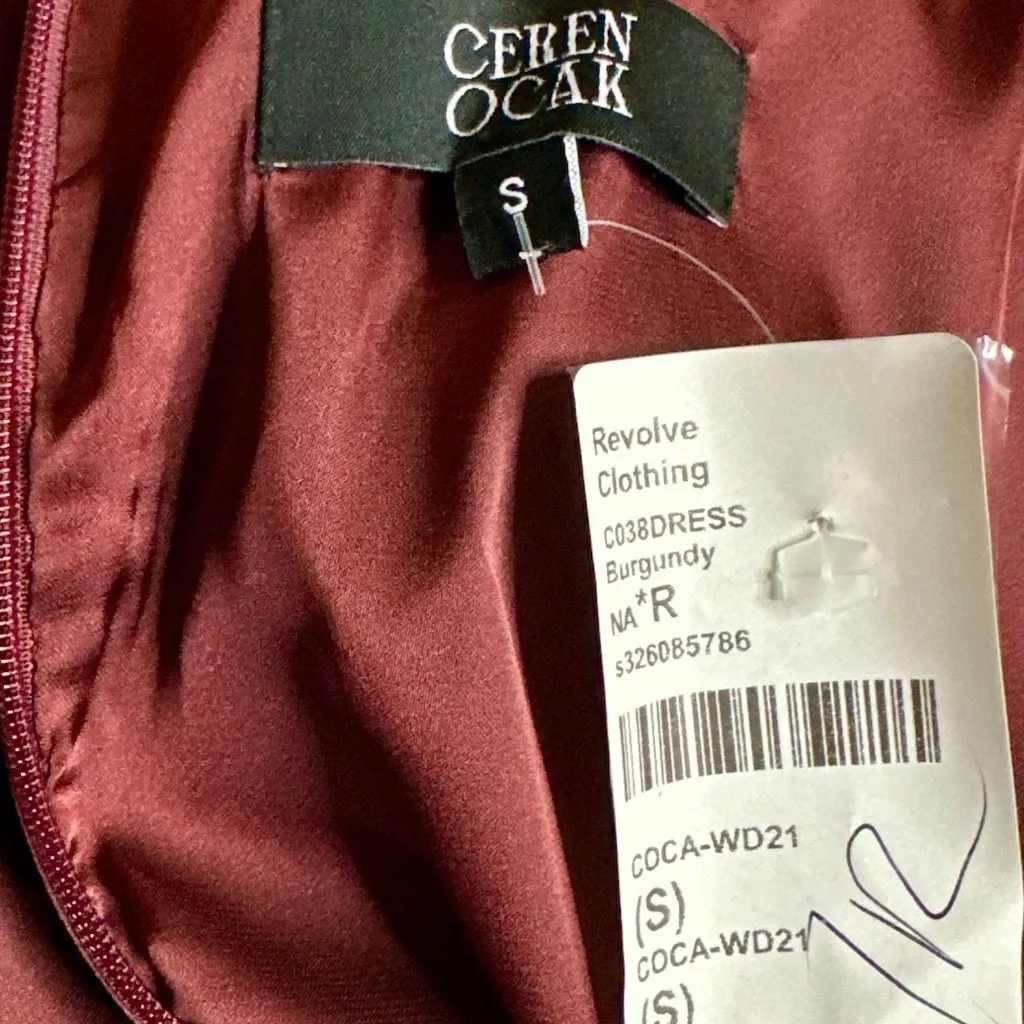 CEREN
OCAK
S
Revolve
Clothing
C038DRESS
Burgundy
NA*R
s326085786
COCA-WD21
(S)
COCA-WD21
(S)